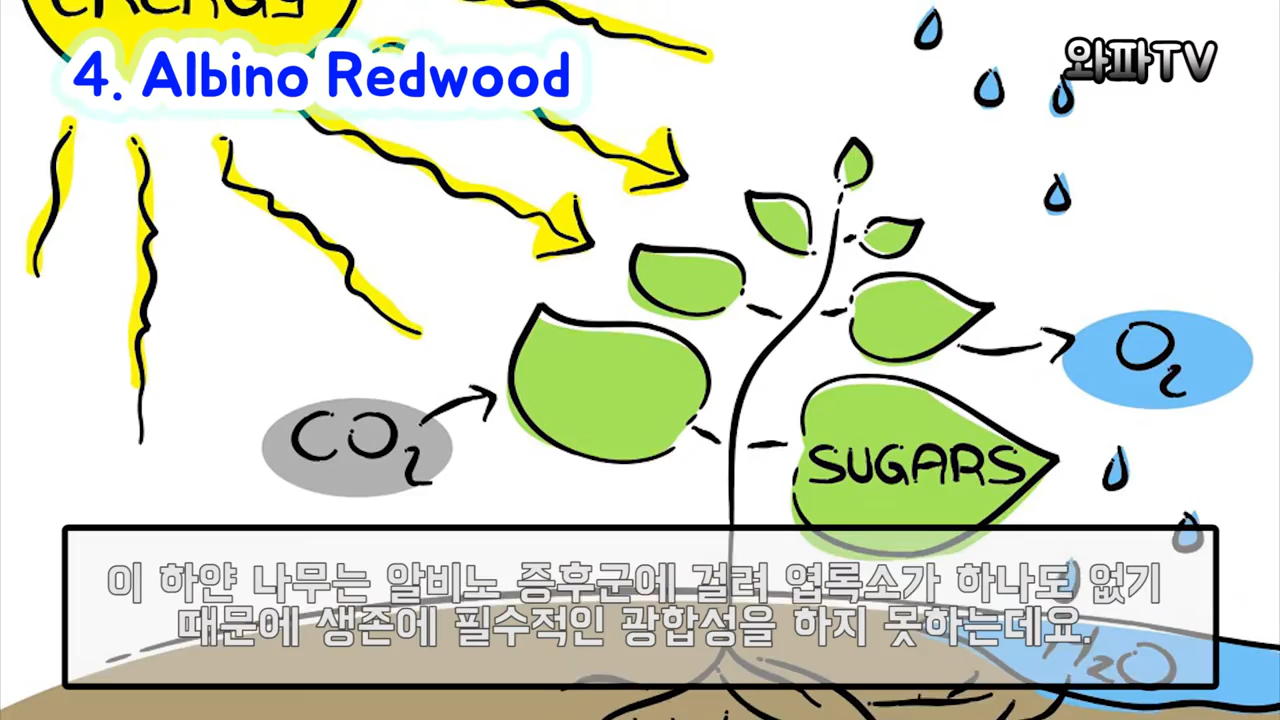 ENERGY
4. Albino Redwood
와파TV
O2
CO2
SUGARS
이 하얀 나무는 알비노 증후군에 걸려 엽록소가 하나도 없기
때문에 생존에 필수적인 광합성을 하지 못하는데요.
H2O